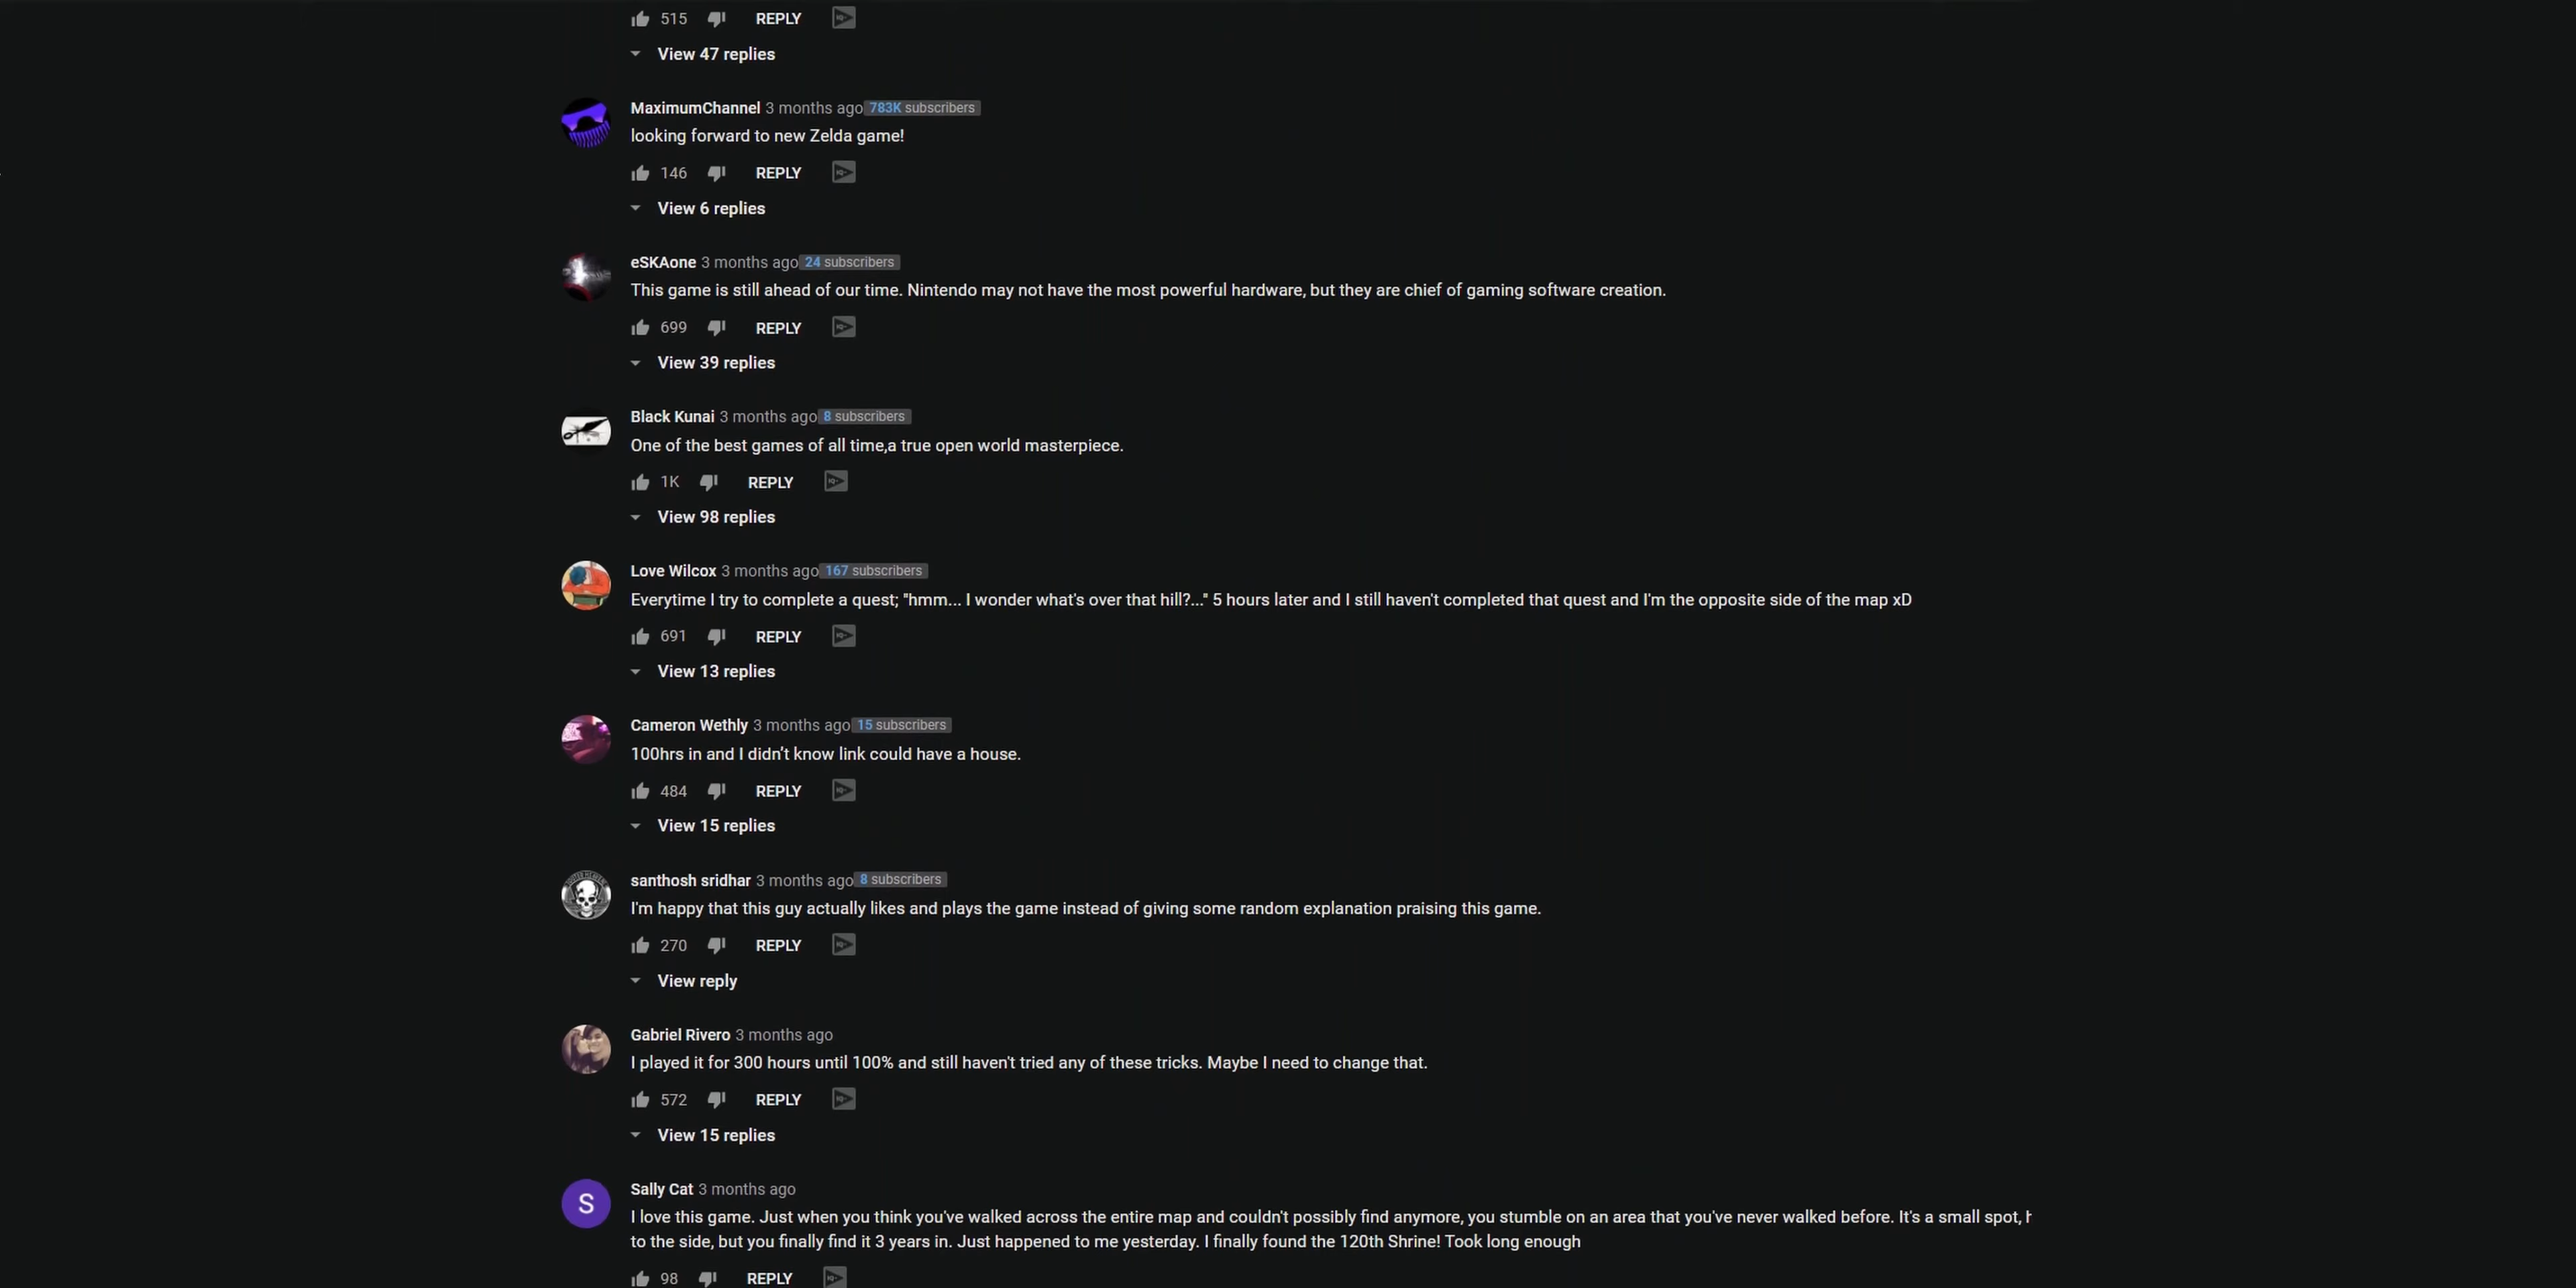 515 REPLY
View 47 replies
MaximumChannel 3 months ago 783K subscribers
looking forward to new Zelda game!
146 REPLY
View 6 replies
eSKAone 3 months ago 24 subscribers
This game is still ahead of our time. Nintendo may not have the most powerful hardware, but they are chief of gaming software creation.
699 REPLY
View 39 replies
Black Kunai 3 months ago 8 subscribers
One of the best games of all time,a true open world masterpiece.
1K REPLY
View 98 replies
Love Wilcox 3 months ago 167 subscribers
Everytime I try to complete a quest; "hmm... I wonder what's over that hill?..." 5 hours later and I still haven't completed that quest and I'm the opposite side of the map xD
691 REPLY
View 13 replies
Cameron Wethly 3 months ago 15 subscribers
100hrs in and I didn't know link could have a house.
484 REPLY
View 15 replies
santhosh sridhar 3 months ago 8 subscribers
I'm happy that this guy actually likes and plays the game instead of giving some random explanation praising this game.
270 REPLY
View reply
Gabriel Rivero 3 months ago
I played it for 300 hours until 100% and still haven't tried any of these tricks. Maybe I need to change that.
572 REPLY
View 15 replies
S
Sally Cat 3 months ago
I love this game. Just when you think you've walked across the entire map and couldn't possibly find anymore, you stumble on an area that you've never walked before. It's a small spot,
to the side, but you finally find it 3 years in. Just happened to me yesterday. I finally found the 120th Shrine! Took long enough
98 REPLY